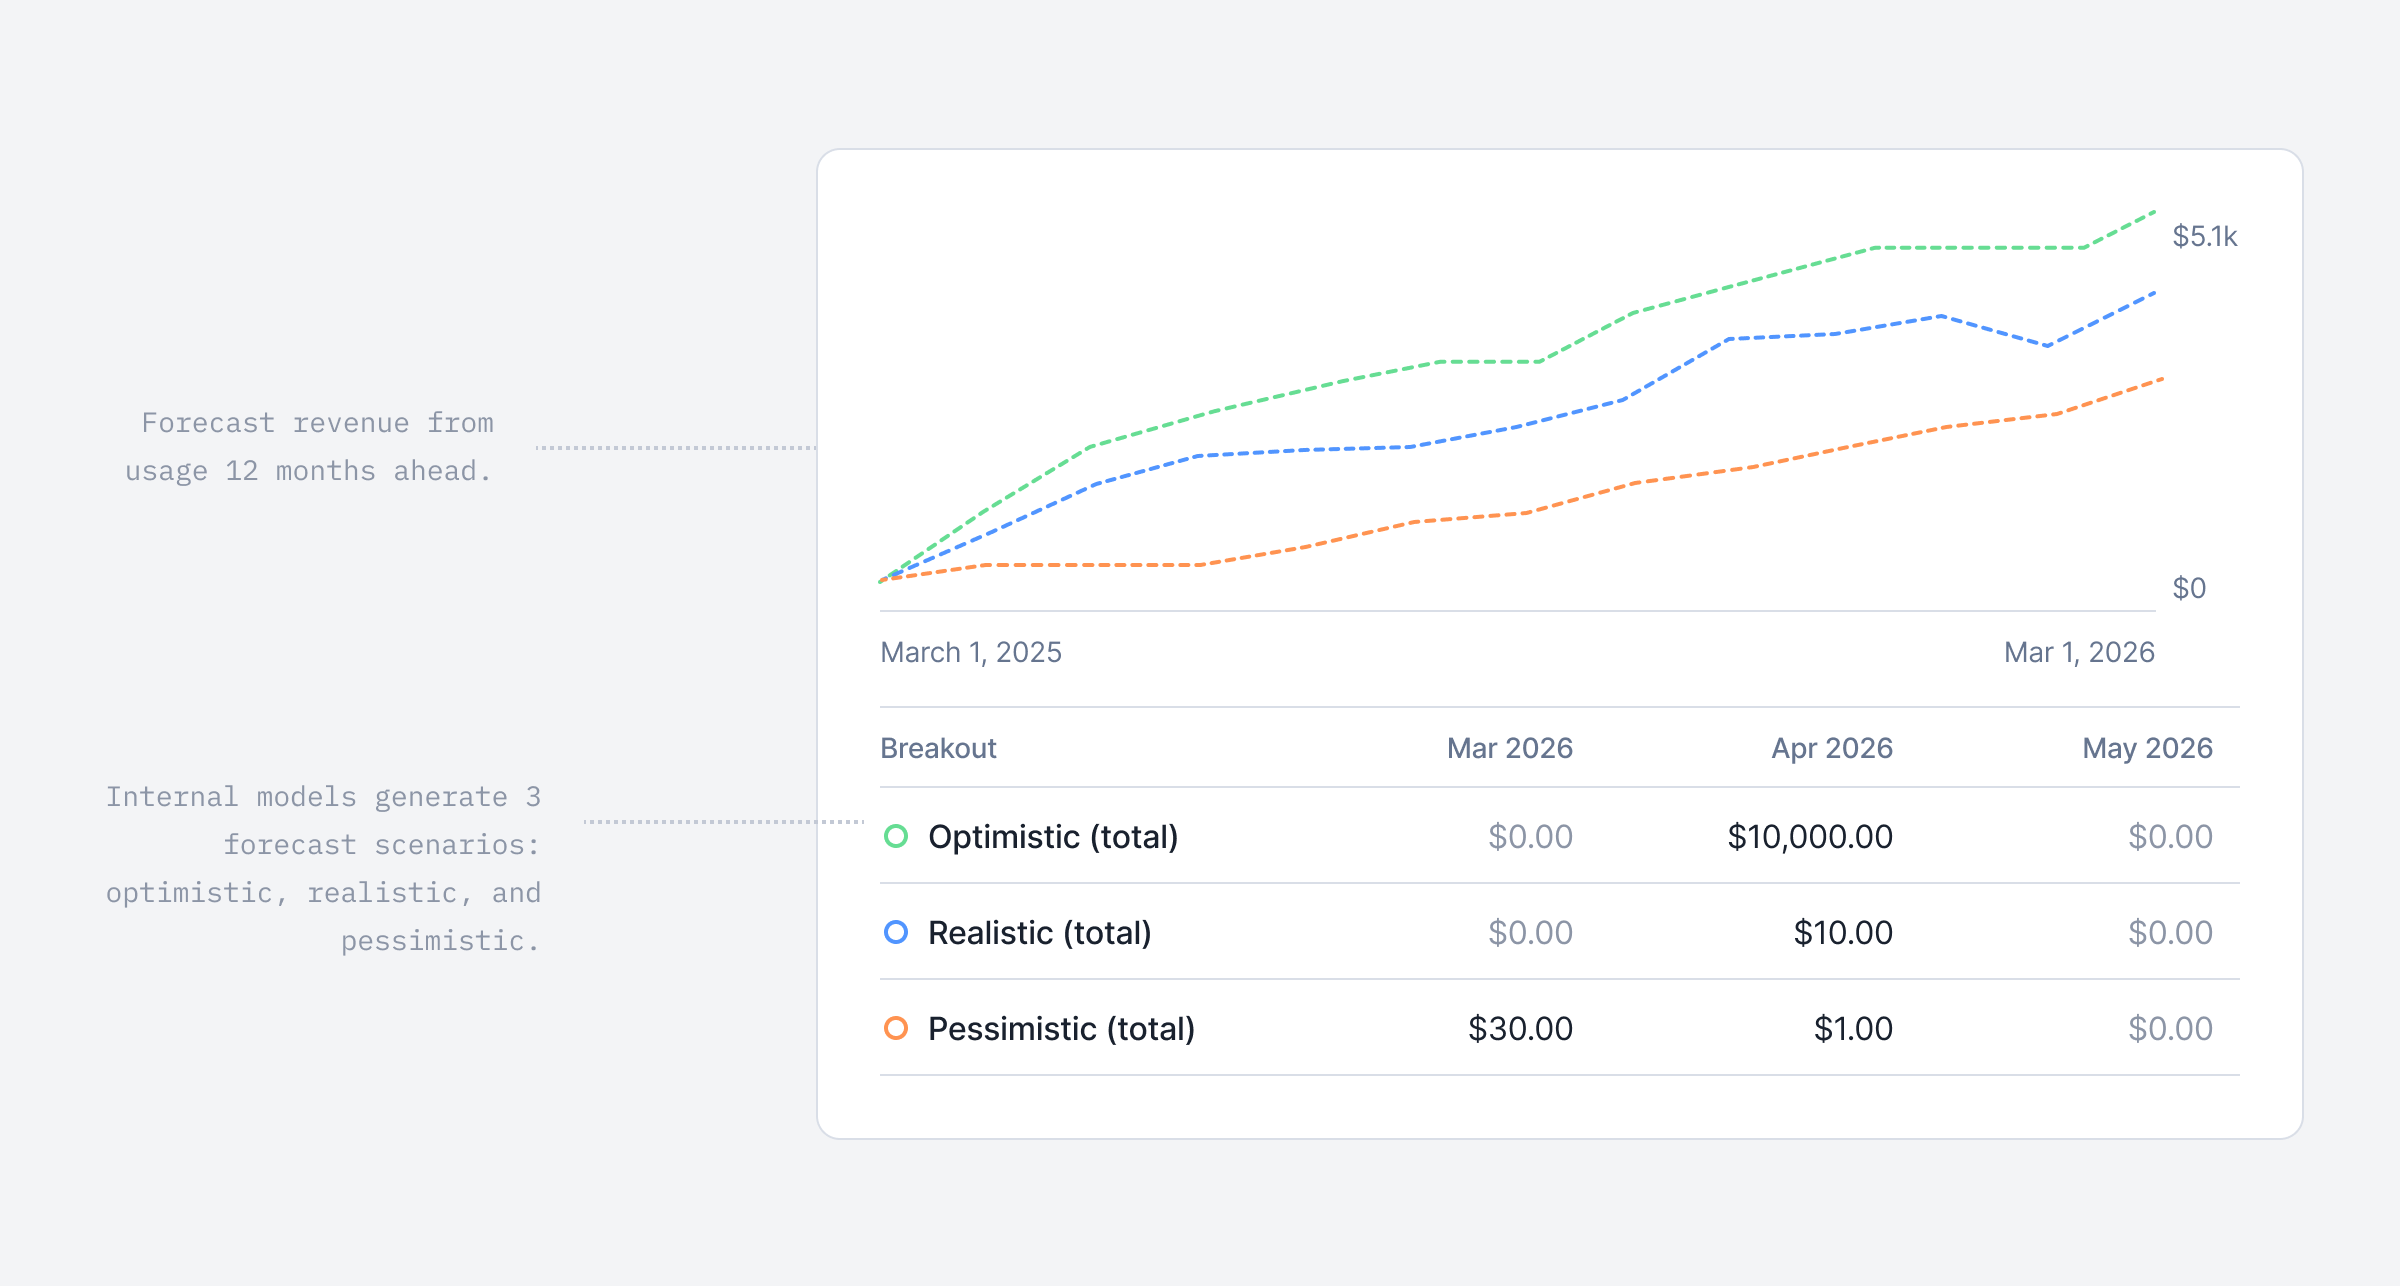 Forecast revenue from
usage 12 months ahead.
Internal models generate 3
forecast scenarios:
optimistic, realistic, and
pessimistic.
$5.1k
$0
March 1, 2025 Mar 1, 2026
Breakout Mar 2026 Apr 2026 May 2026
Optimistic (total) $0.00 $10,000.00 $0.00
Realistic (total) $0.00 $10.00 $0.00
Pessimistic (total) $30.00 $1.00 $0.00